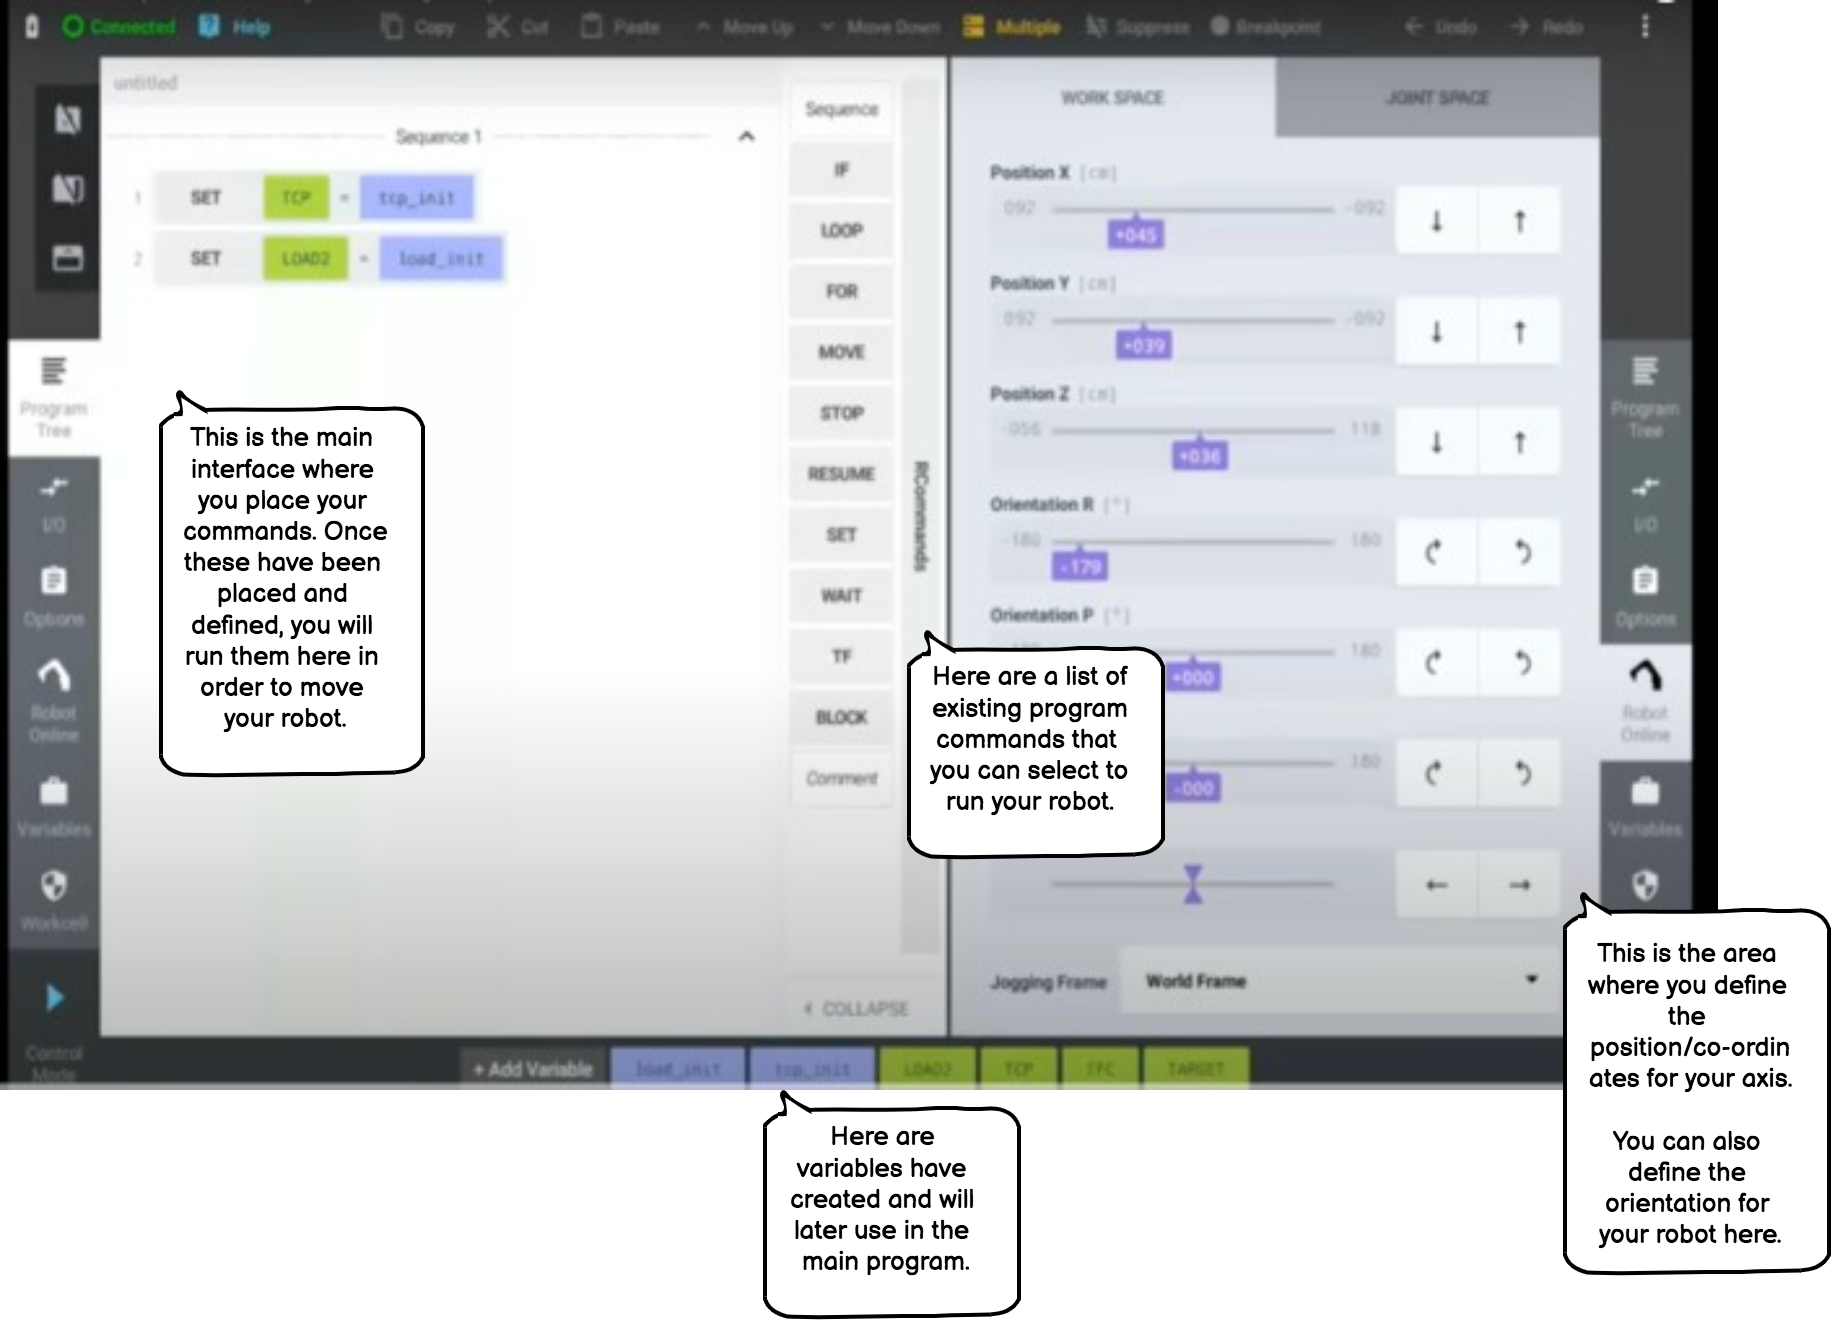 Connected Help Copy Cut Paste Move Up Move Down Multiple Suppress Breakpoint Undo Redo
untitled
Sequence 1
1 SET TCP = tcp_init
2 SET LOAD2 = load_init
Program
Tree
I/O
Options
Robot
Online
Variables
Workcell
Control
Mode
This is the main
interface where
you place your
commands. Once
these have been
placed and
defined, you will
run them here in
order to move
your robot.
Sequence
IF
LOOP
FOR
MOVE
STOP
RESUME
SET
WAIT
TF
BLOCK
Comment
COLLAPSE
RCommands
Here are a list of
existing program
commands that
you can select to
run your robot.
WORK SPACE JOINT SPACE
Position X [cm]
092 -092
+045
Position Y [cm]
092 -092
+039
Position Z [cm]
-056 118
+036
Orientation R [°]
-180 180
-179
Orientation P [°]
180
+000
180
-000
Jogging Frame World Frame
Program
Tree
I/O
Options
Robot
Online
Variables
+ Add Variable load_init tcp_init LOAD2 TCP TFC TARGET
Here are
variables have
created and will
later use in the
main program.
This is the area
where you define
the
position/co-ordin
ates for your axis.
You can also
define the
orientation for
your robot here.